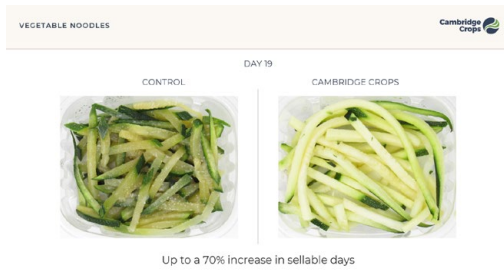 VEGETABLE NOODLES
Cambridge
Crops
DAY 19
CONTROL
CAMBRIDGE CROPS
Up to a 70% increase in sellable days